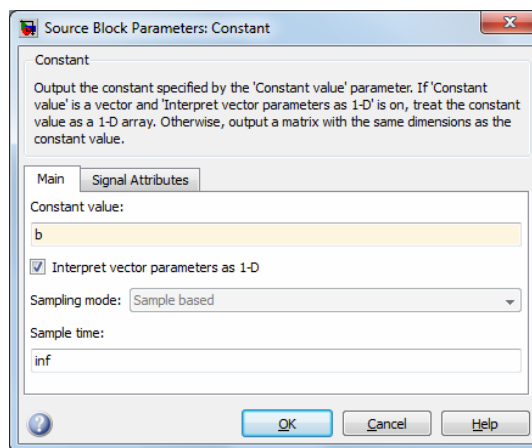 Source Block Parameters: Constant
Constant
Output the constant specified by the 'Constant value' parameter. If 'Constant
value' is a vector and 'Interpret vector parameters as 1-D' is on, treat the constant
value as a 1-D array. Otherwise, output a matrix with the same dimensions as the
constant value.
Main Signal Attributes
Constant value:
b
Interpret vector parameters as 1-D
Sampling mode: Sample based
Sample time:
inf
OK Cancel Help